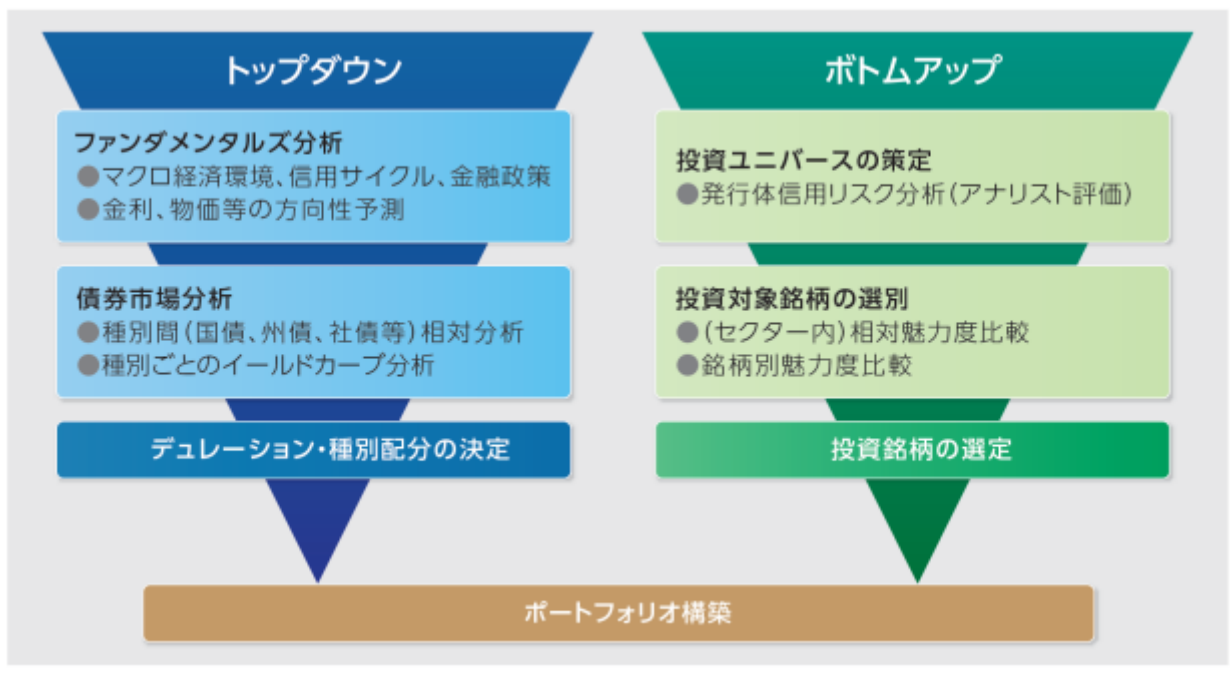 トップダウン
ファンダメンタルズ分析
●マクロ経済環境、信用サイクル、金融政策
●金利、物価等の方向性予測
債券市場分析
●種別間(国債、州債、社債等)相対分析
●種別ごとのイールドカーブ分析
デュレーション・種別配分の決定
ボトムアップ
投資ユニバースの策定
●発行体信用リスク分析(アナリスト評価)
投資対象銘柄の選別
●(セクター内)相対魅力度比較
●銘柄別魅力度比較
投資銘柄の選定
ポートフォリオ構築